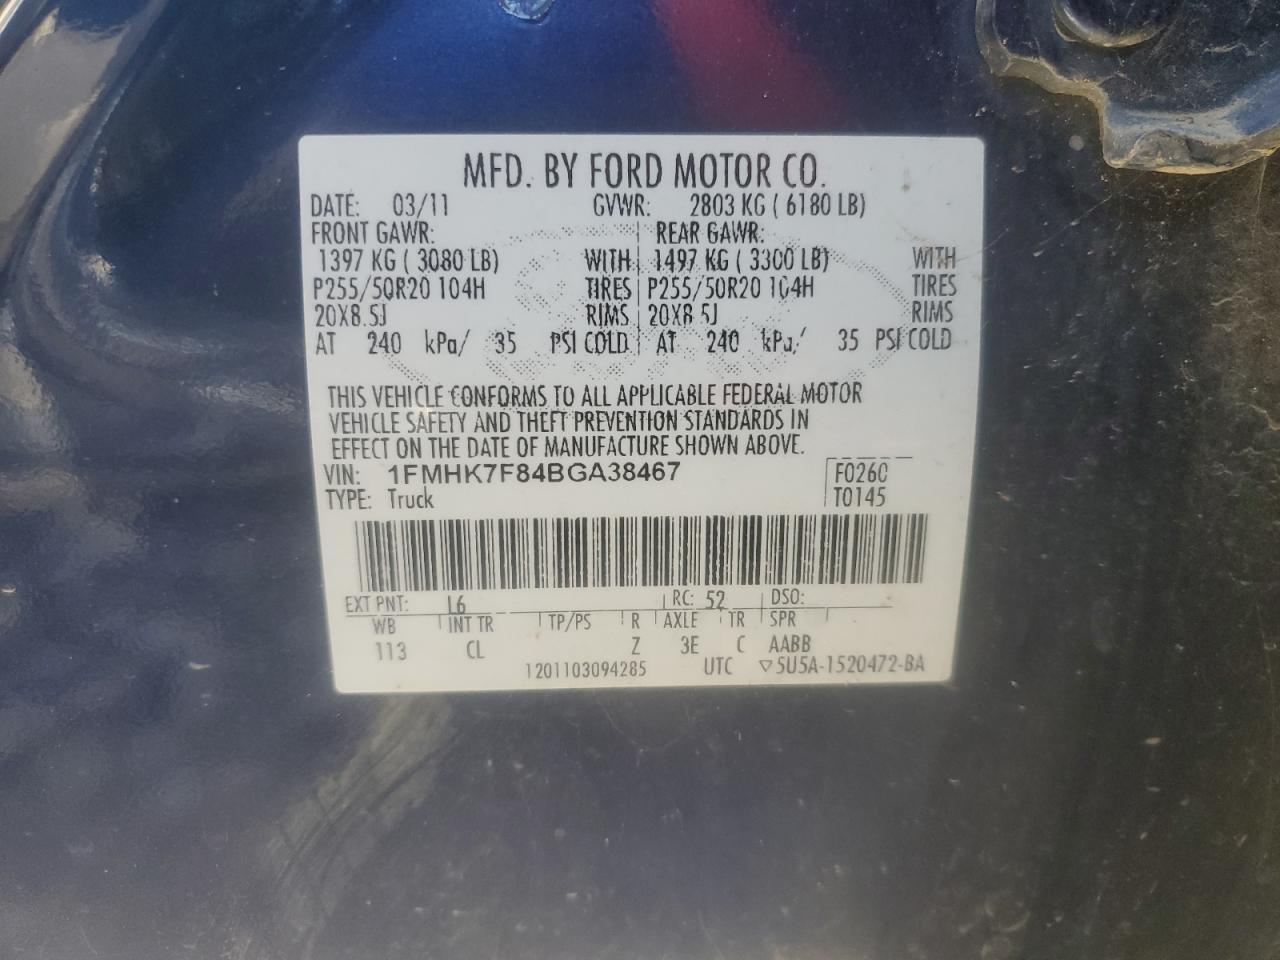 MFD. BY FORD MOTOR CO.
DATE: 03/11 GVWR: 2803 KG ( 6180 LB)
FRONT GAWR: REAR GAWR:
1397 KG ( 3080 LB) WITH 1497 KG ( 3300 LB) WITH
P255/50R20 104H TIRES P255/50R20 104H TIRES
20X8.5J RIMS 20X8.5J RIMS
AT 240 kPa/ 35 PSI COLD AT 240 kPa/ 35 PSI COLD
THIS VEHICLE CONFORMS TO ALL APPLICABLE FEDERAL MOTOR
VEHICLE SAFETY AND THEFT PREVENTION STANDARDS IN
EFFECT ON THE DATE OF MANUFACTURE SHOWN ABOVE.
VIN: 1FMHK7F84BGA38467 F0260
TYPE: Truck T0145
EXT PNT: L6 RC: 52 DSO:
WB INT TR TP/PS R AXLE TR SPR
113 CL Z 3E C AABB
1201103094285 UTC ▽5U5A-1520472-BA